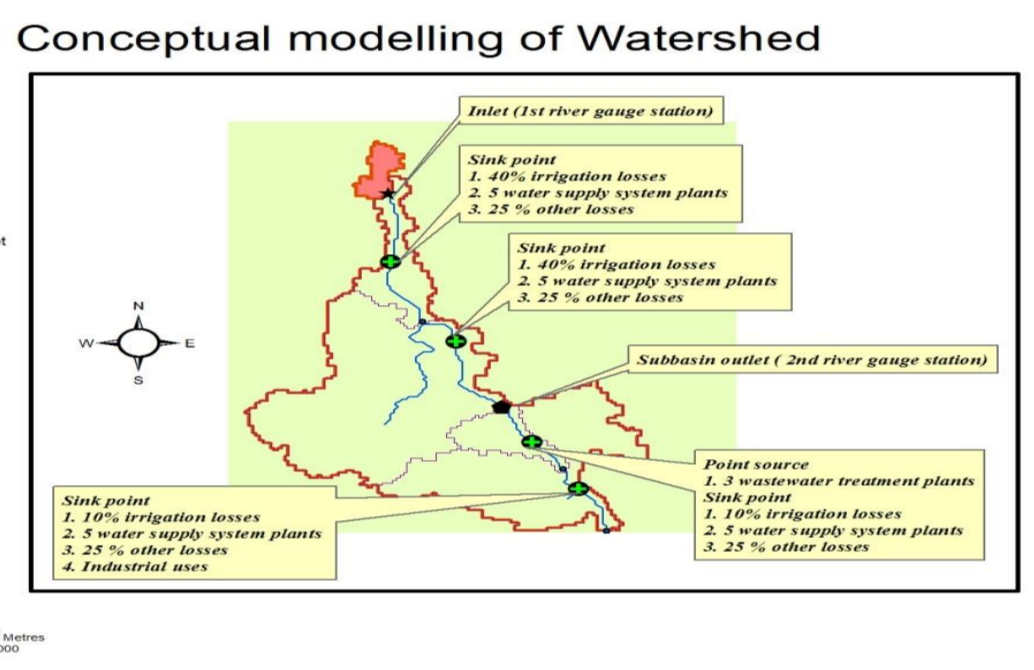 Conceptual modelling of Watershed
Inlet (1st river gauge station)
Sink point
1. 40% irrigation losses
2. 5 water supply system plants
3. 25 % other losses
Sink point
1. 40% irrigation losses
2. 5 water supply system plants
3. 25 % other losses
N
W
E
S
Subbasin outlet ( 2nd river gauge station)
Point source
1. 3 wastewater treatment plants
Sink point
1. 10% irrigation losses
2. 5 water supply system plants
3. 25 % other losses
Sink point
1. 10% irrigation losses
2. 5 water supply system plants
3. 25 % other losses
4. Industrial uses
Metres